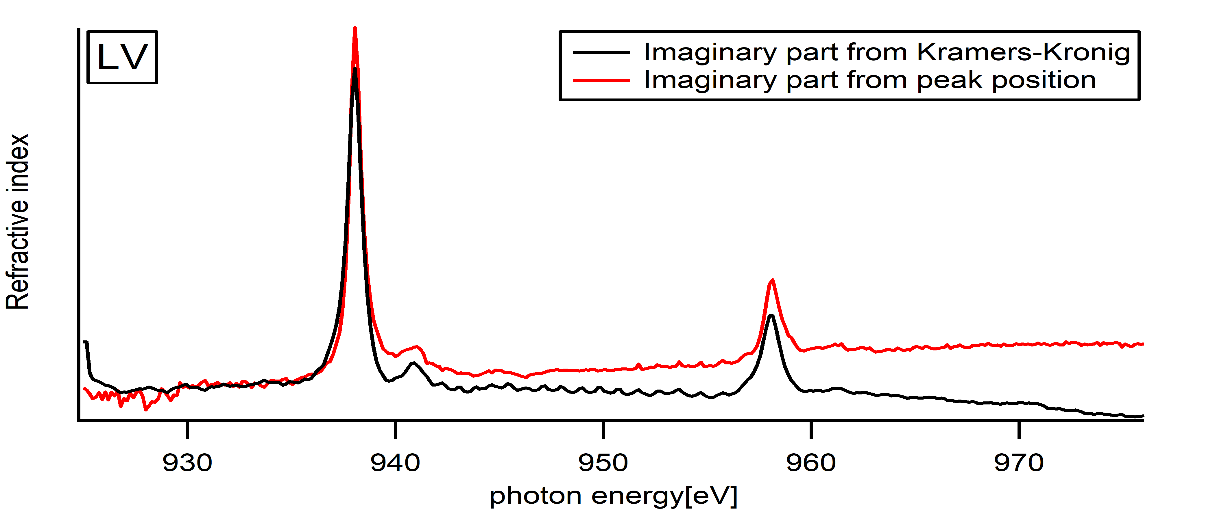 LV
Imaginary part from Kramers-Kronig
Imaginary part from peak position
Refractive index
930 940 950 960 970
photon energy[eV]